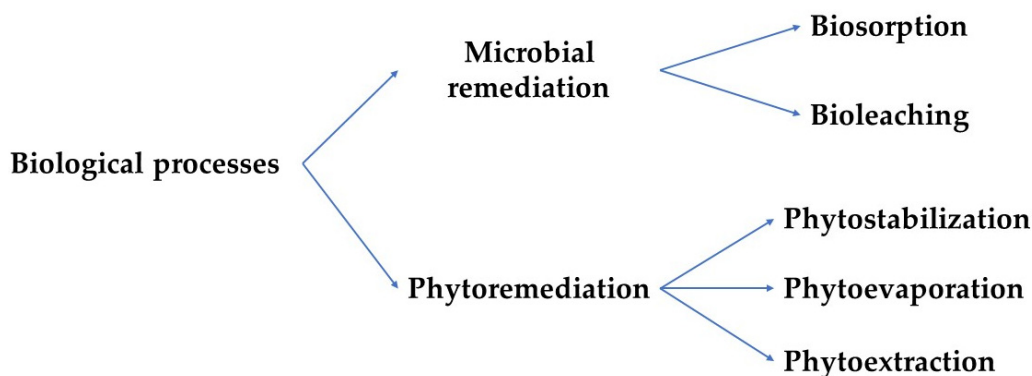 Biological processes
Microbial
remediation
Biosorption
Bioleaching
Phytoremediation
Phytostabilization
Phytoevaporation
Phytoextraction